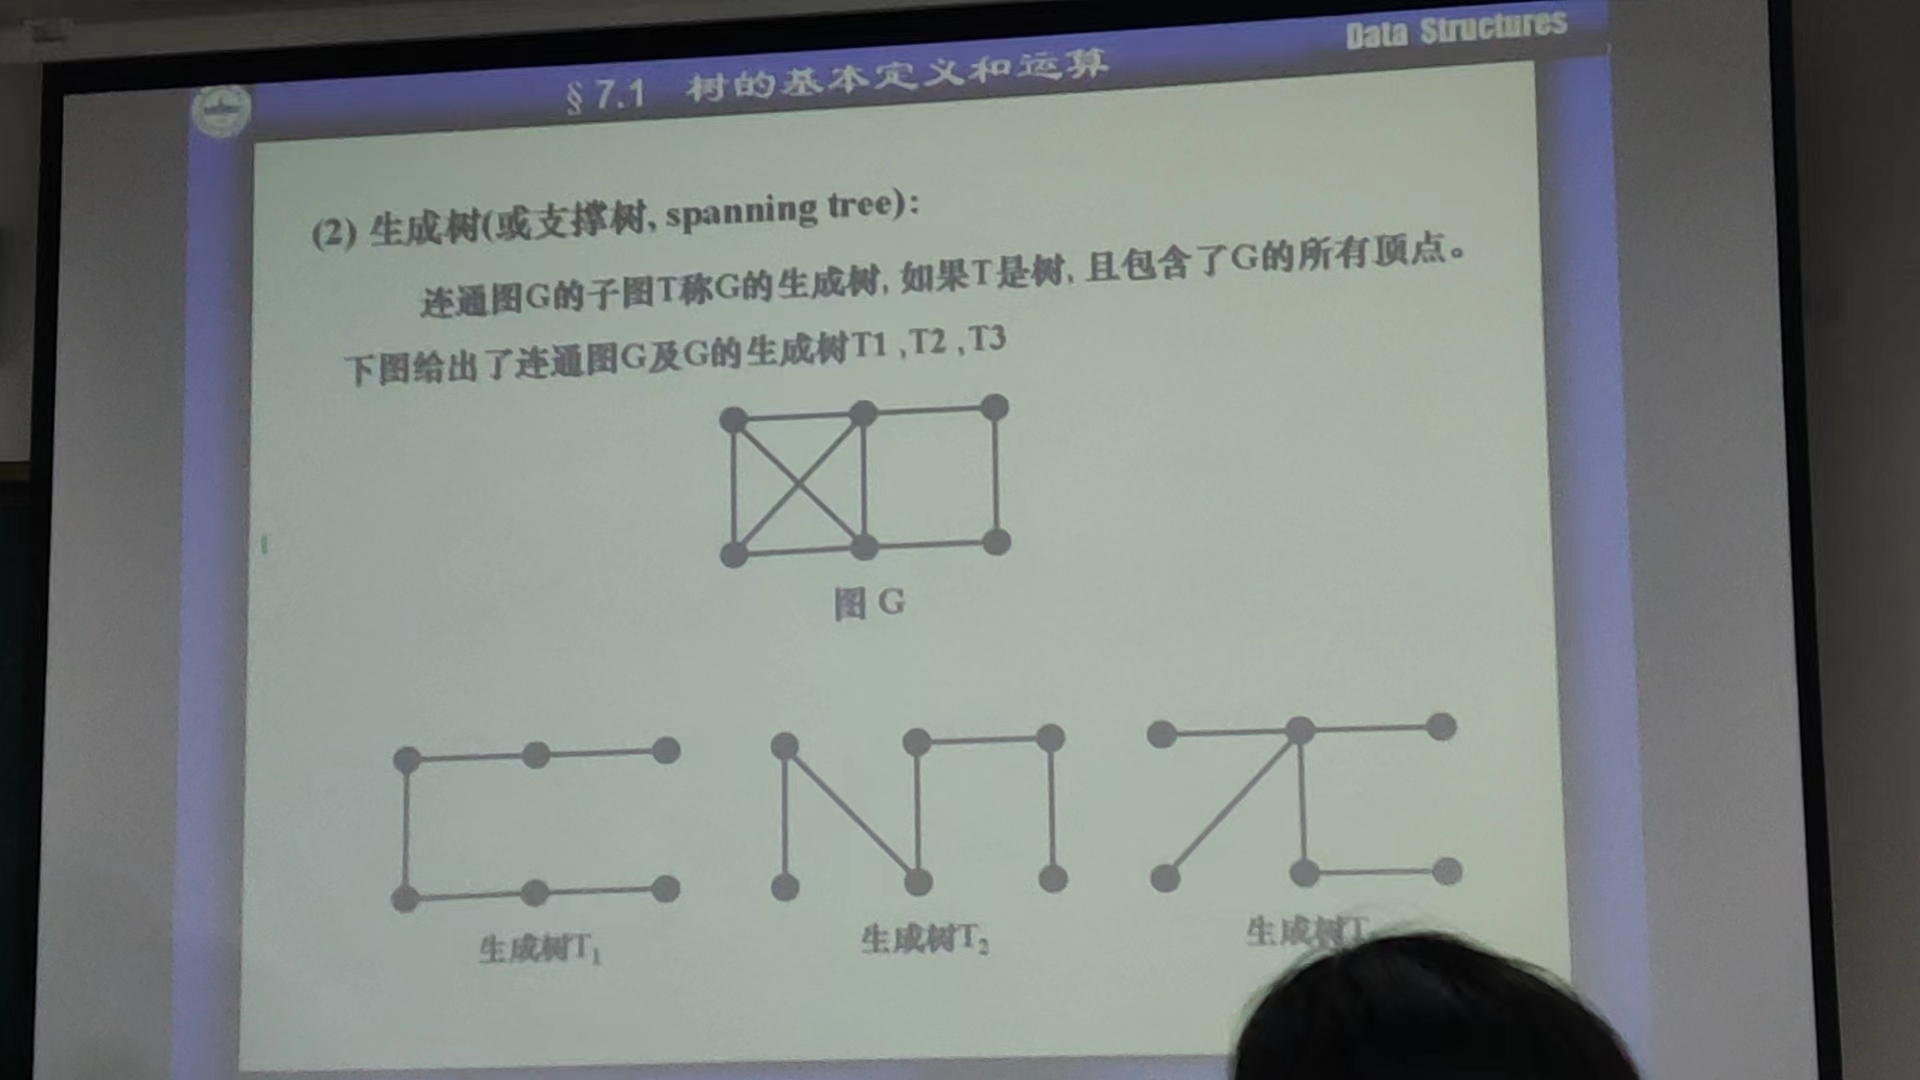 Data Structures
§7.1 树的基本定义和运算
(2) 生成树(或支撑树, spanning tree):
连通图G的子图T称G的生成树, 如果T是树, 且包含了G的所有顶点。
下图给出了连通图G及G的生成树T1 ,T2 ,T3
图 G
生成树T1
生成树T2
生成树T